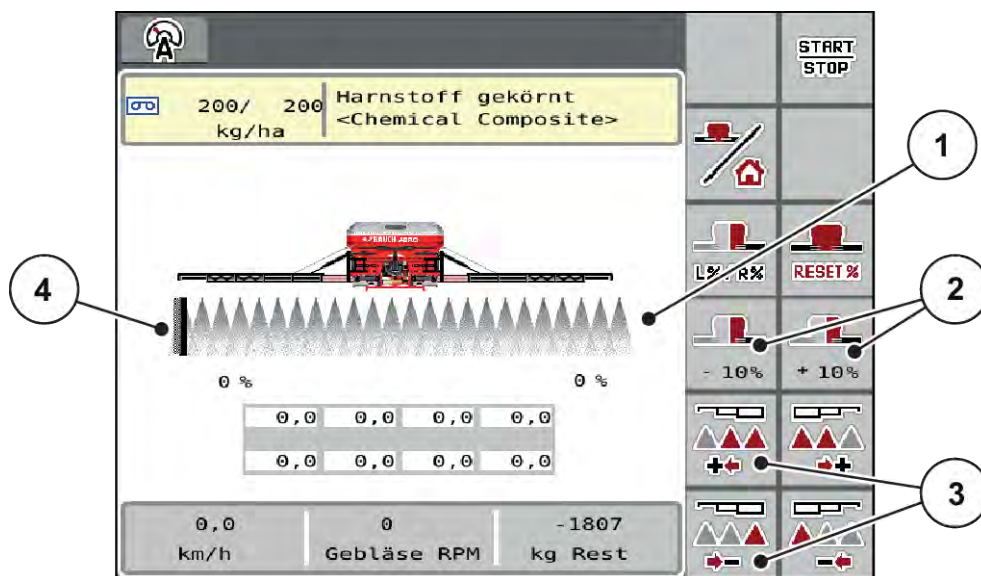 A
START
STOP
200/ 200
kg/ha
Harnstoff gekörnt
<Chemical Composite>
1
L% / R%
RESET %
4
2
- 10%
+ 10%
0 %
0 %
0,0 0,0 0,0 0,0
0,0 0,0 0,0 0,0
3
0,0
km/h
0
Gebläse RPM
-1807
kg Rest